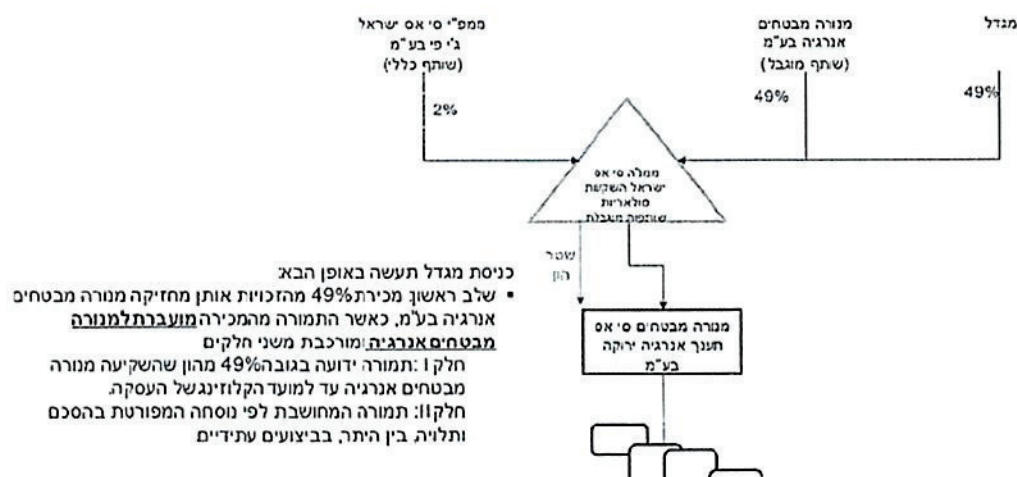 ממפ"י סי אס ישראל
ג'י פי בע"מ
(שותף כללי)
מנורה מבטחים
אנרגיה בע"מ
(שותף מוגבל)
מגדל
2%
49%
49%
ממלה סי אס
ישראל השקעות
סולאריות
שותפות מוגבלת
שטר
הון
מנורה מבטחים סי אס
תענך אנרגיה ירוקה
בע"מ
כניסת מגדל תעשה באופן הבא:
▪ שלב ראשון: מכירת 49% מהזכויות אותן מחזיקה מנורה מבטחים
אנרגיה בע"מ, כאשר התמורה מהמכירה מועברת למנורה
מבטחים אנרגיה ומורכבת משני חלקים
חלק I: תמורה ידועה בגובה 49% מהון שהשקיעה מנורה
מבטחים אנרגיה עד למועד הקלוזינג של העסקה.
חלק II: תמורה המחושבת לפי נוסחה המפורטת בהסכם
ותלויה, בין היתר, בביצועים עתידיים